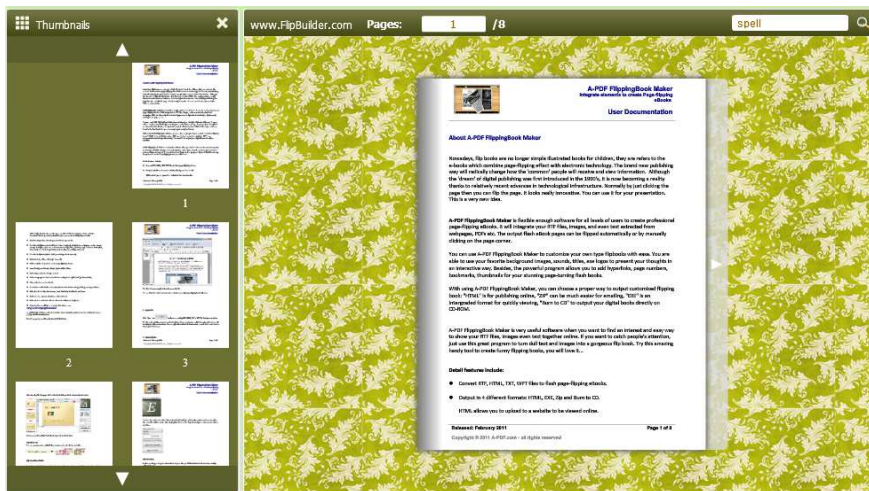 Thumbnails
1
2
3
www.FlipBuilder.com Pages: 1 /8 spell
A-PDF FlippingBook Maker
Integrate elements to create Page-flipping
eBooks.
User Documentation
About A-PDF FlippingBook Maker
Nowadays, flip books are no longer simple illustrated books for children, they are refers to the
e-books which combine page-flipping effect with electronic technology. The brand new publishing
way will radically change how the 'common' people will receive and view information. Although
the 'dream' of digital publishing was first introduced in the 1990's, it is now becoming a reality
thanks to relatively recent advances in technological infrastructure. Normally by just clicking the
page then you can flip the page. It looks really innovative. You can use it for your presentation.
This is a very new idea.
A-PDF FlippingBook Maker is flexible enough software for all levels of users to create professional
page-flipping ebooks. It will integrate your RTF files, images, and even text extracted from
webpages, PDFs etc. The output flash eBook pages can be flipped automatically or by manually
clicking on the page corner.
You can use A-PDF FlippingBook Maker to customize your own type flipbooks with ease. You are
able to use your favorite background images, sounds, titles, even logo to present your thoughts in
an interactive way. Besides, the powerful program allows you to add hyperlinks, page numbers,
bookmarks, thumbnails for your stunning page-turning flash books.
With using A-PDF FlippingBook Maker, you can choose a proper way to output customized flipping
book: "HTML" is for publishing online, "ZIP" can be much easier for emailing, "EXE" is an
intergraded format for quickly viewing, "Burn to CD" to output your digital books directly on
CD-ROM.
A-PDF FlippingBook Maker is very useful software when you want to find an interest and easy way
to show your RTF files, images even text together online. If you want to catch people's attention,
just use this great program to turn dull text and images into a gorgeous flip book. Try this amazing
handy tool to create funny flipping books, you will love it...
Detail features include:
● Convert RTF, HTML, TXT, WPT files to flash page-flipping ebooks.
● Output in 4 different formats: HTML, EXE, Zip and Burn to CD.
HTML allows you to upload to a website to be viewed online.
Released: February 2011 Page 1 of 8
Copyright © 2011 A-PDF.com - all rights reserved